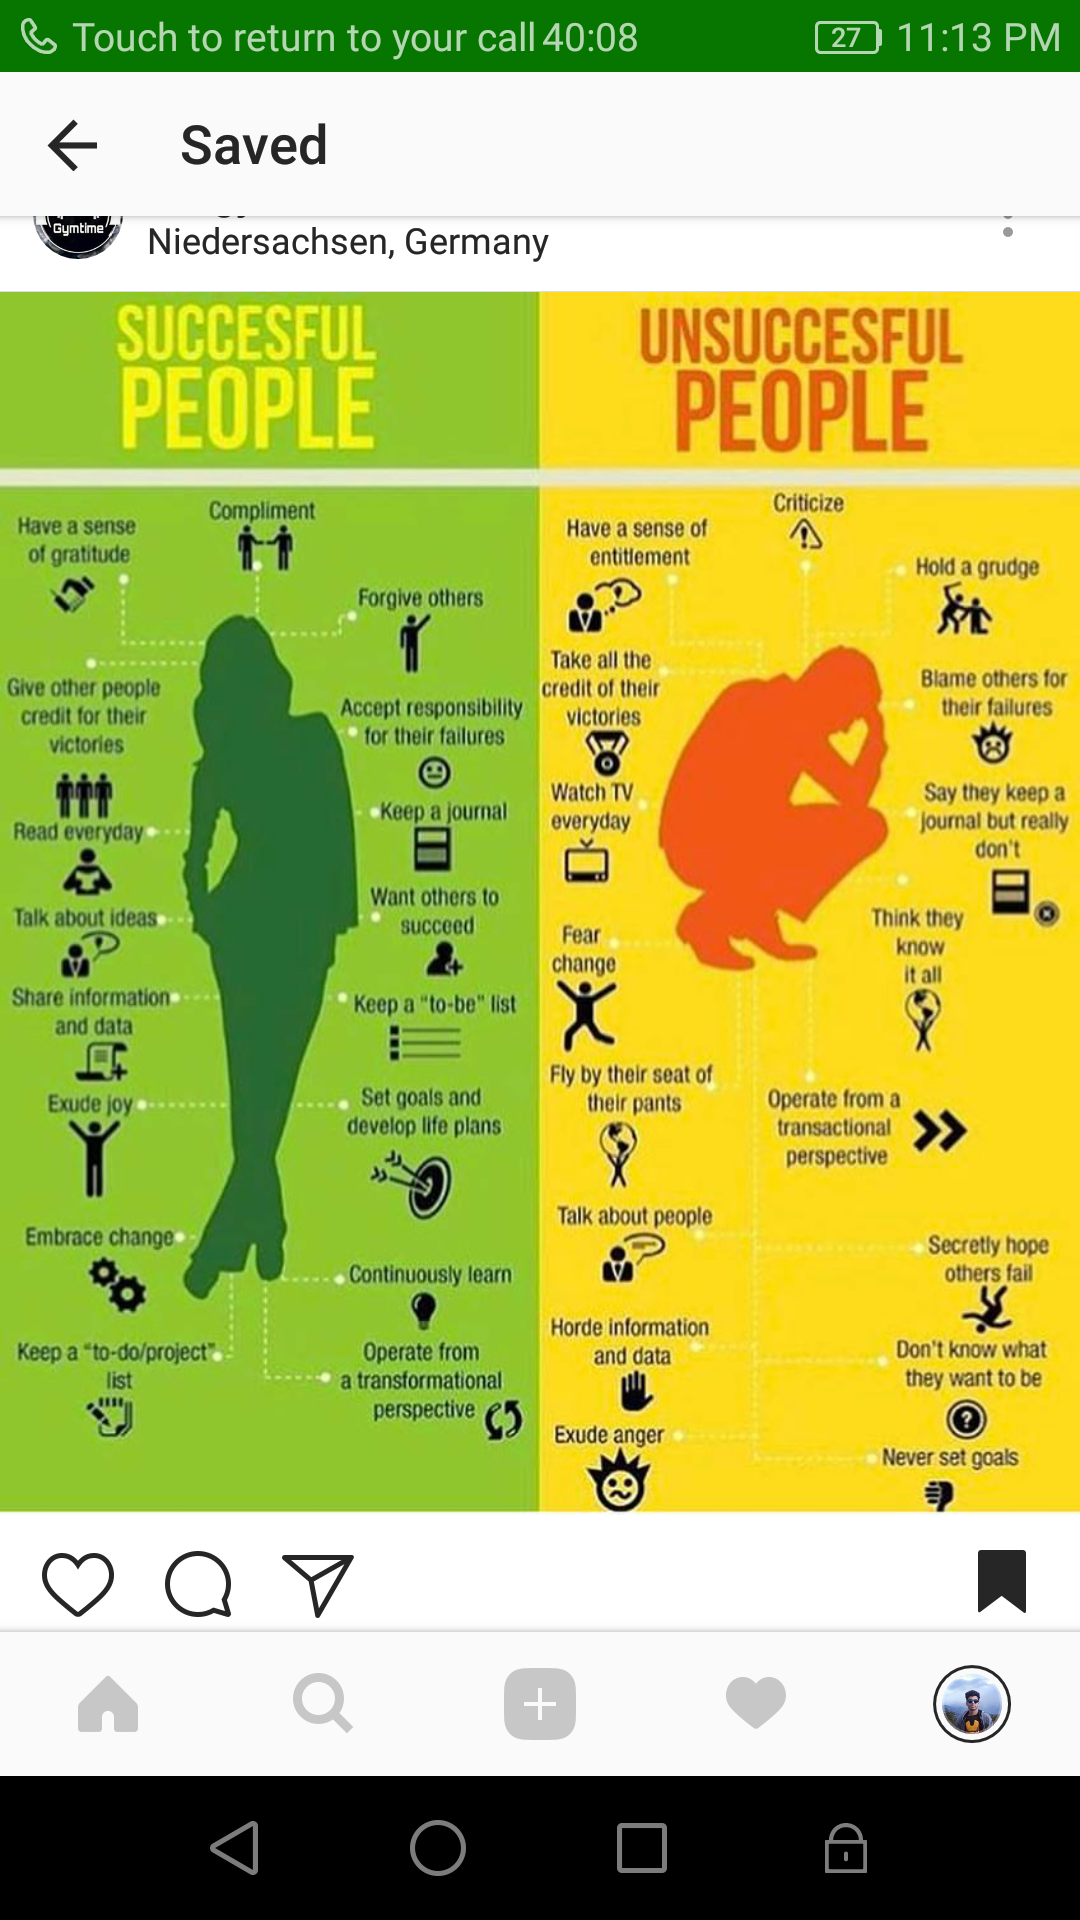 Touch to return to your call 40:08
27
11:13 PM
Saved
Gymtime
Niedersachsen, Germany
SUCCESFUL
PEOPLE
Compliment
Have a sense
of gratitude
Forgive others
Give other people
credit for their
victories
Accept responsibility
for their failures
Keep a journal
Read everyday
Want others to
succeed
Talk about ideas
Share information
and data
Keep a "to-be" list
Exude joy
Set goals and
develop life plans
Embrace change
Continuously learn
Keep a "to-do/project"
list
Operate from
a transformational
perspective
UNSUCCESFUL
PEOPLE
Criticize
Have a sense of
entitlement
Hold a grudge
Take all the
credit of their
victories
Blame others for
their failures
Watch TV
everyday
Say they keep a
journal but really
don't
Fear
change
Think they
know
it all
Fly by their seat of
their pants
Operate from a
transactional
perspective
Talk about people
Secretly hope
others fail
Horde information
and data
Don't know what
they want to be
Exude anger
Never set goals